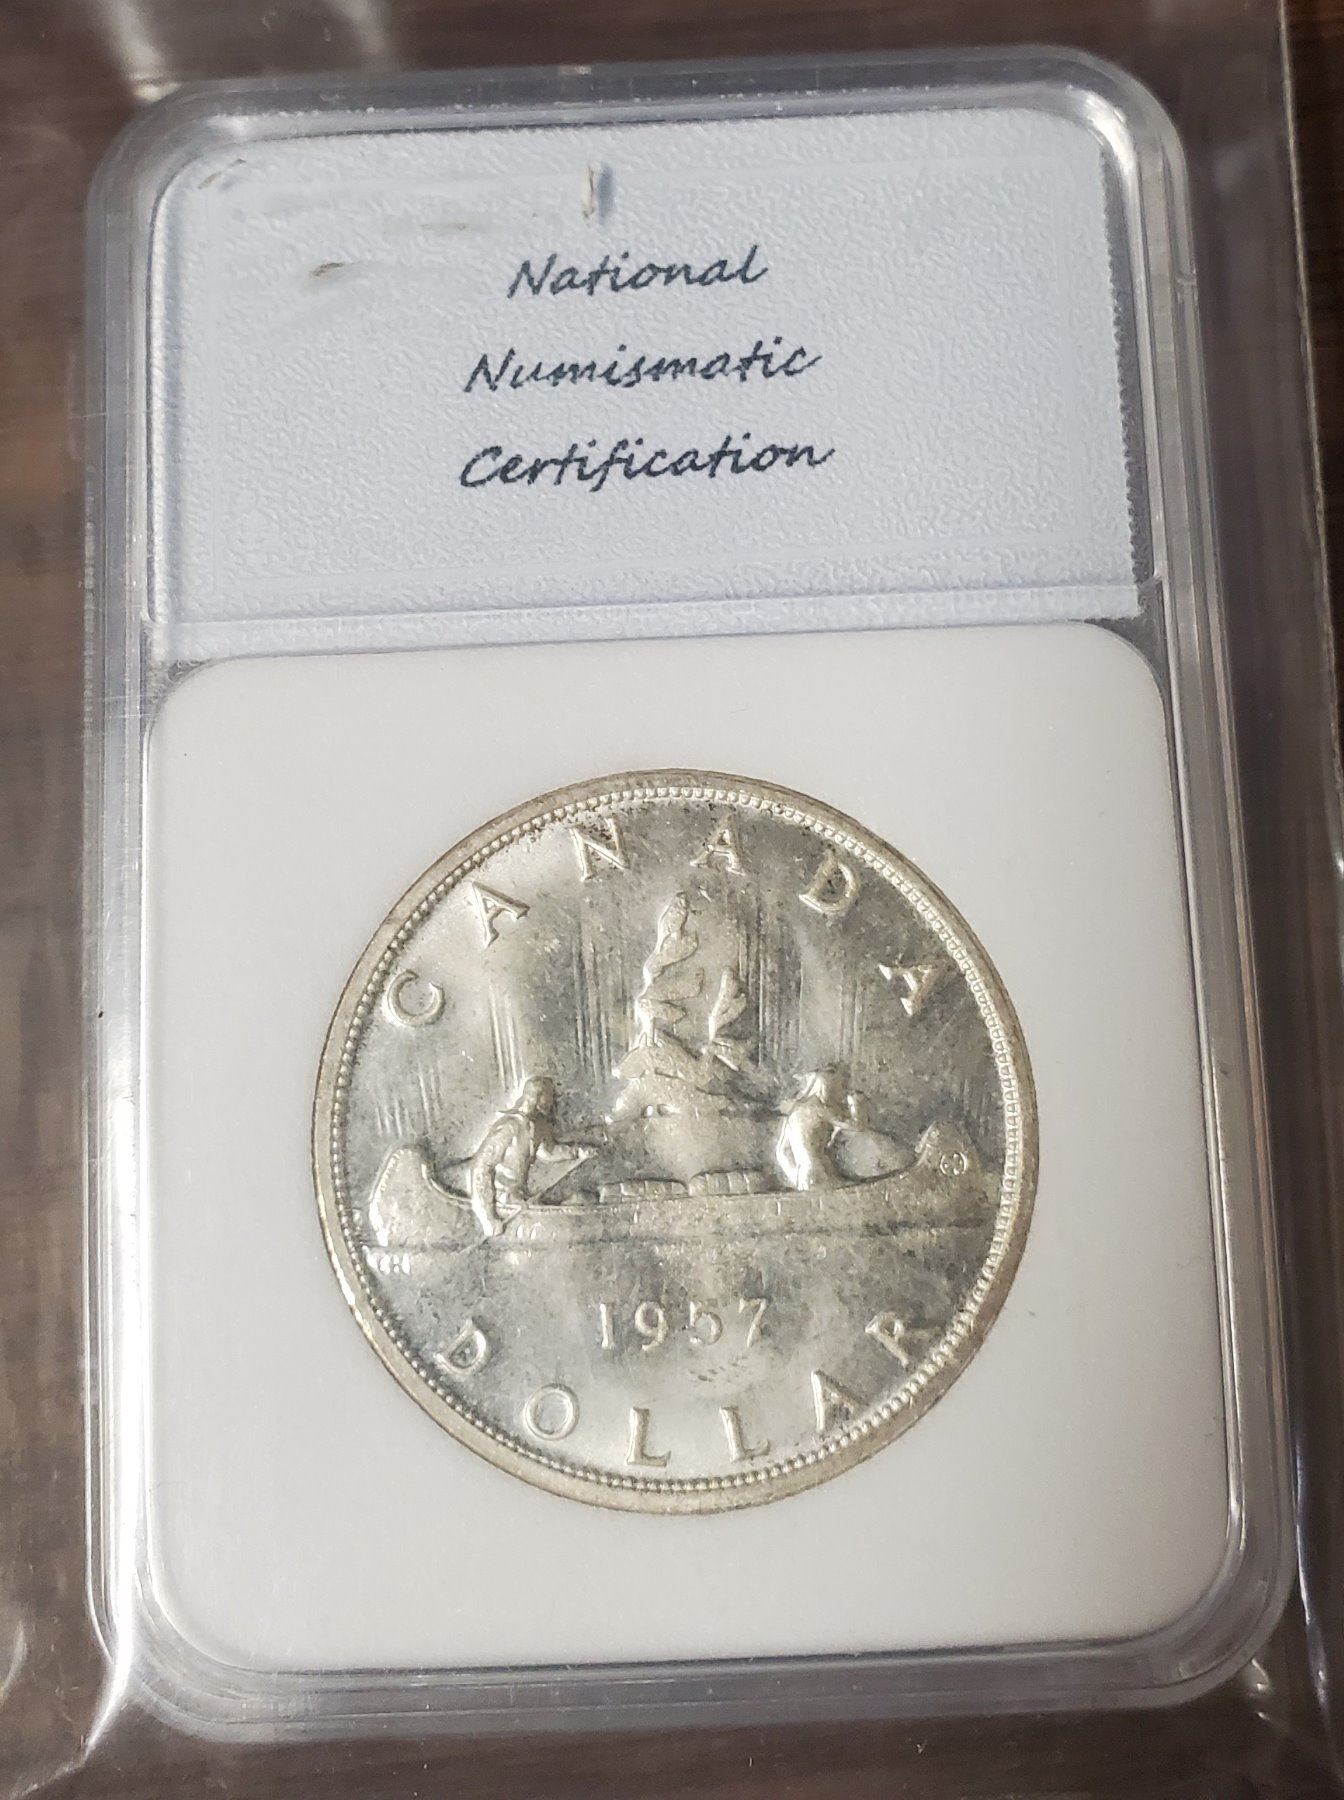 National
Numismatic
Certification
CANADA
1957
DOLLAR